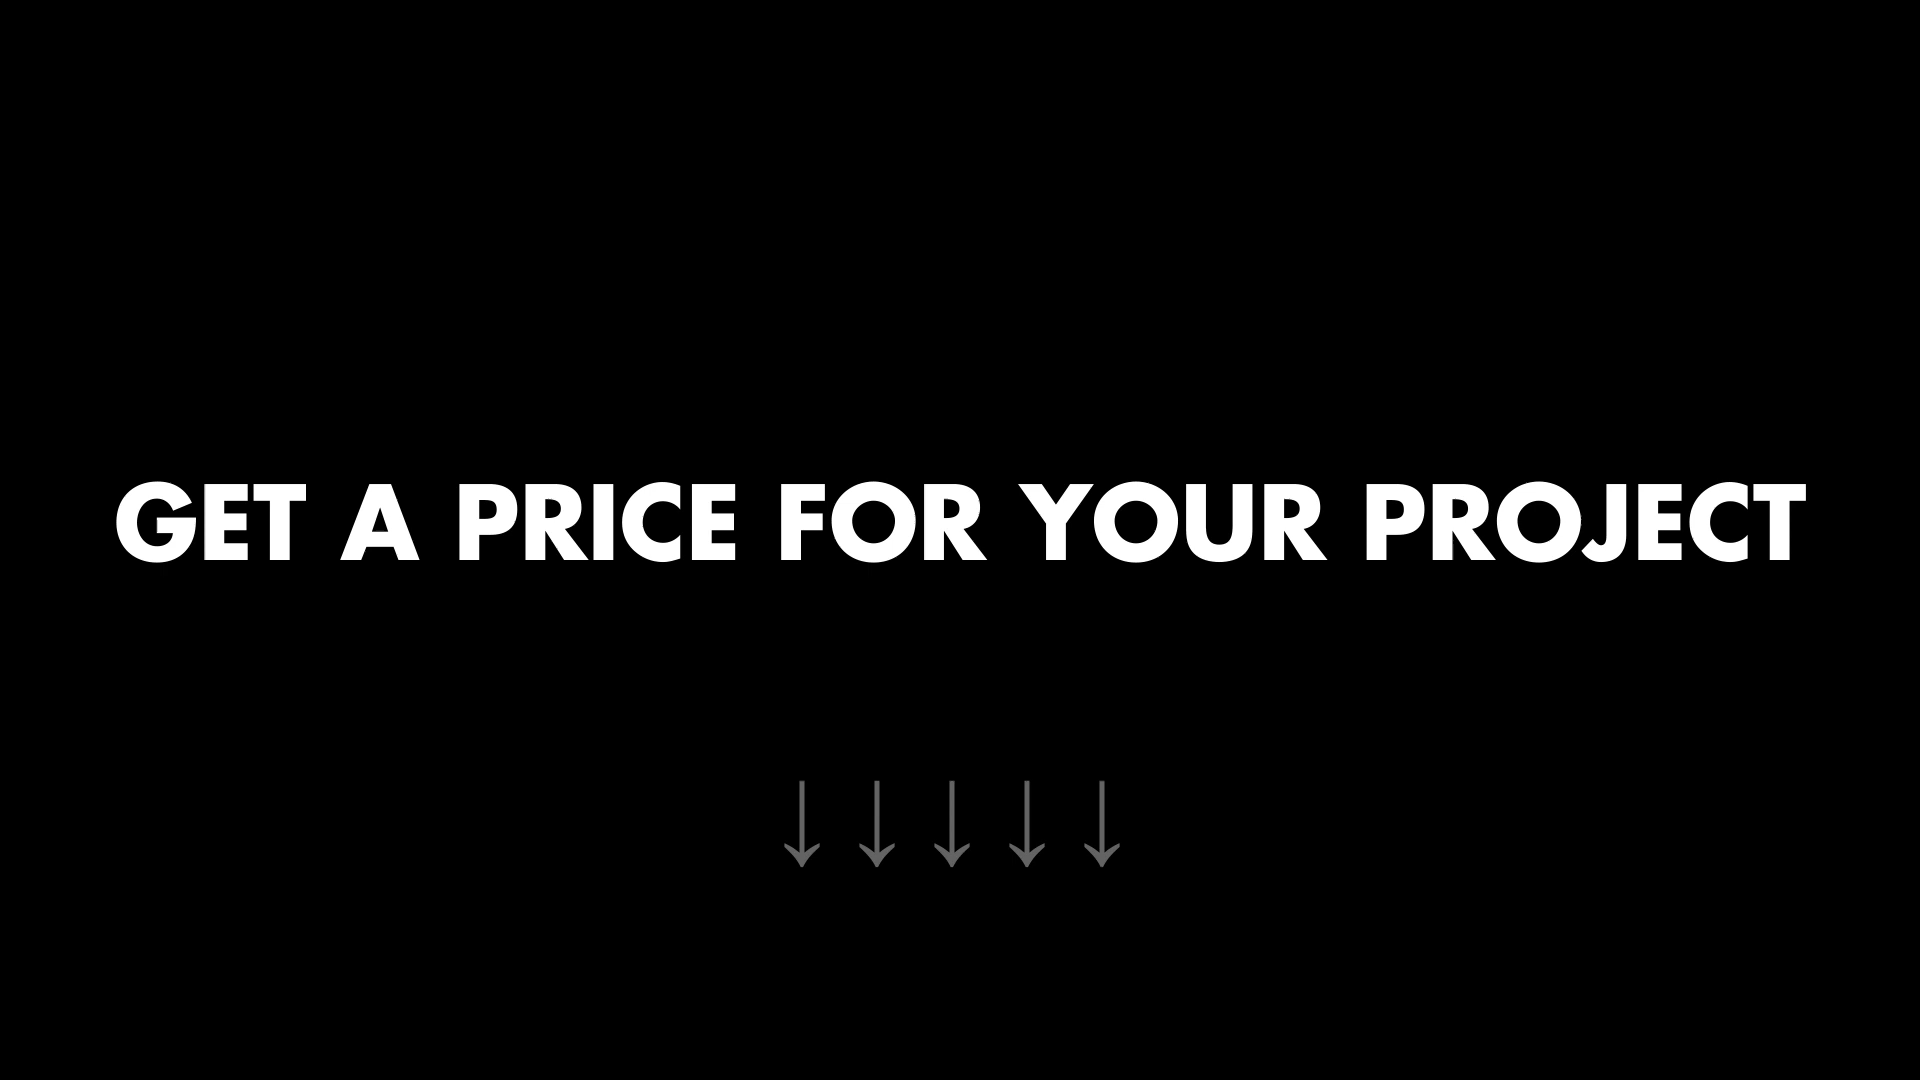 GET A PRICE FOR YOUR PROJECT
↓ ↓ ↓ ↓ ↓